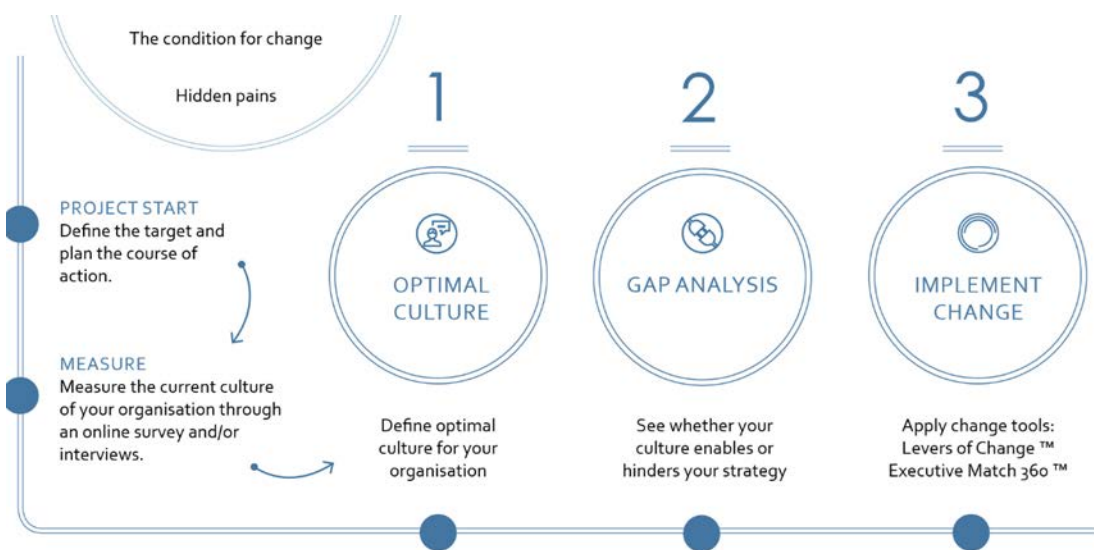 The condition for change
Hidden pains
PROJECT START
Define the target and
plan the course of
action.
MEASURE
Measure the current culture
of your organisation through
an online survey and/or
interviews.
1
OPTIMAL
CULTURE
Define optimal
culture for your
organisation
2
GAP ANALYSIS
See whether your
culture enables or
hinders your strategy
3
IMPLEMENT
CHANGE
Apply change tools:
Levers of Change ™
Executive Match 360 ™